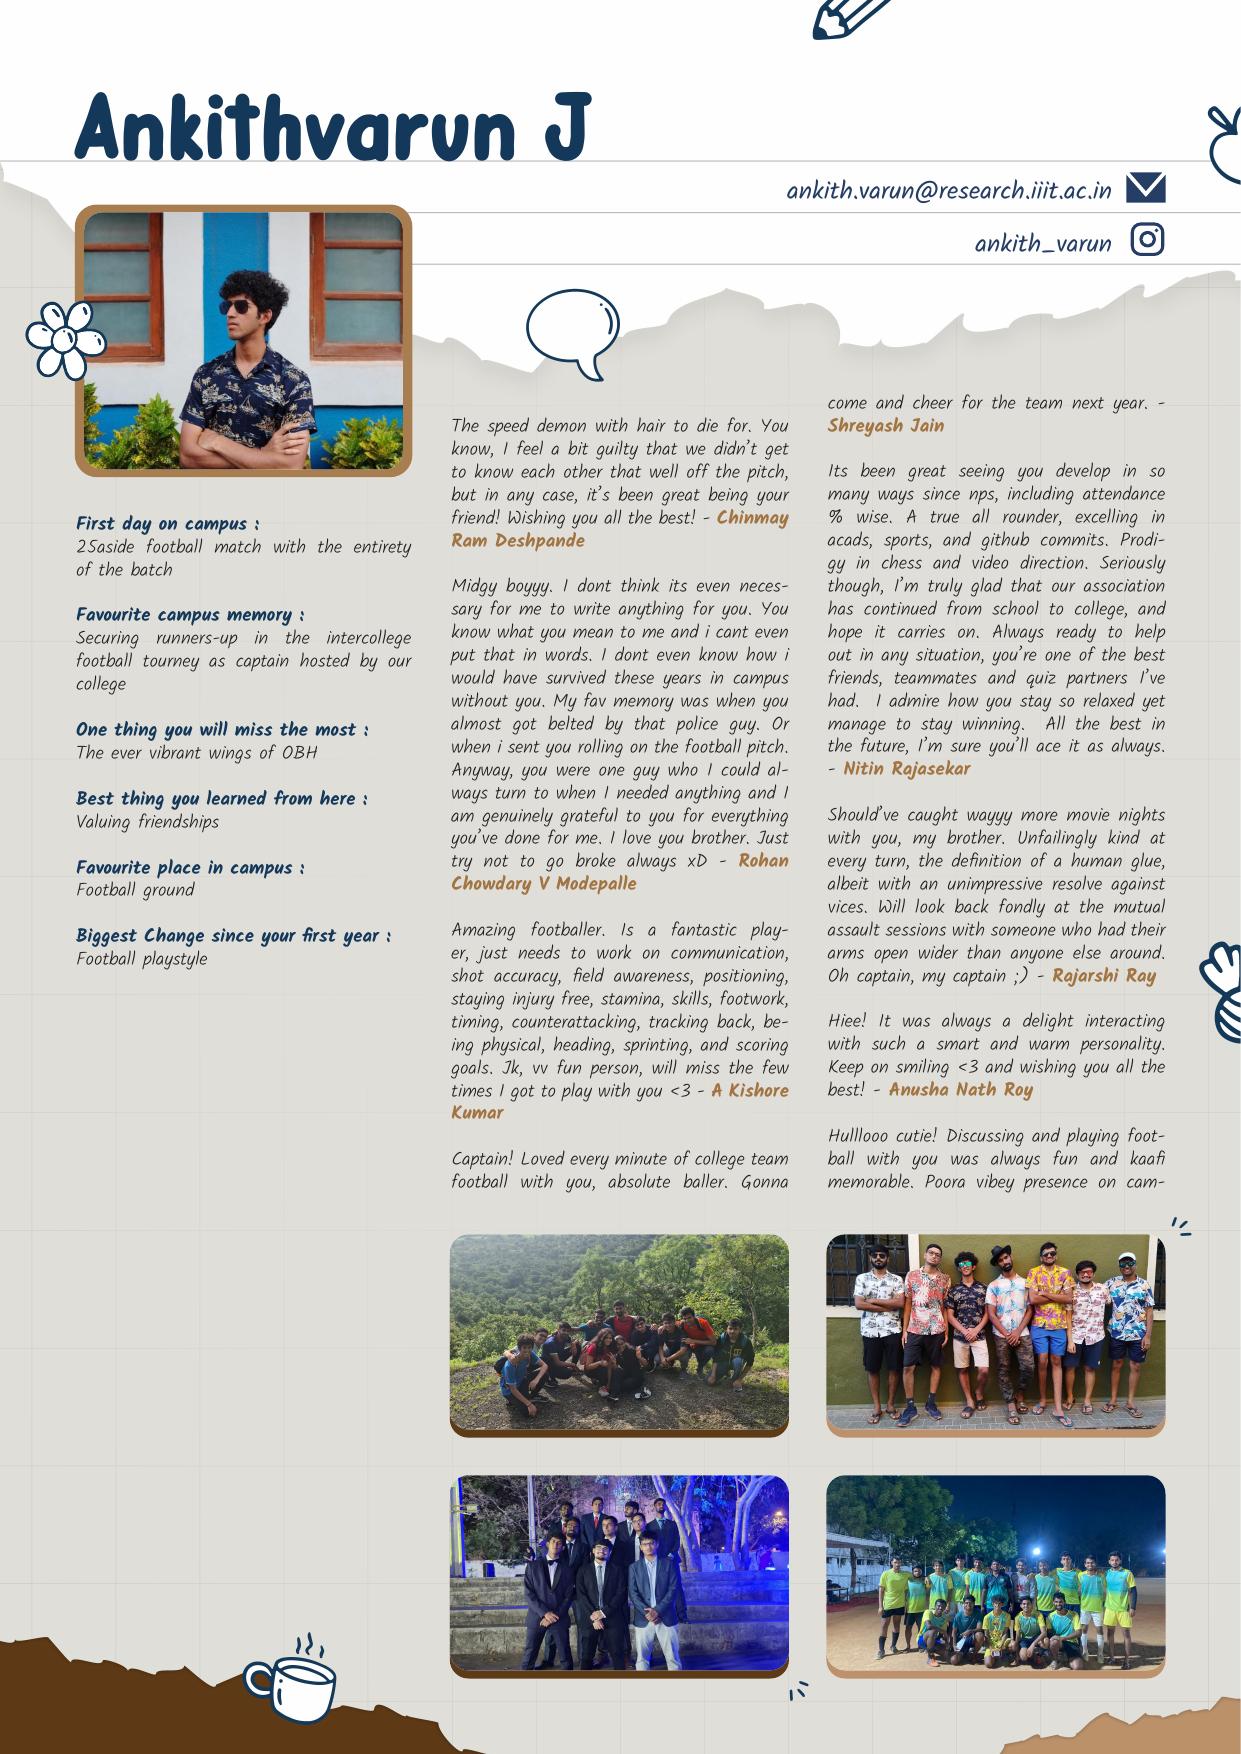 Ankithvarun J
ankith.varun@research.iiit.ac.in
ankith_varun
First day on campus :
25aside football match with the entirety
of the batch
Favourite campus memory :
Securing runners-up in the intercollege
football tourney as captain hosted by our
college
One thing you will miss the most :
The ever vibrant wings of OBH
Best thing you learned from here :
Valuing friendships
Favourite place in campus :
Football ground
Biggest Change since your first year :
Football playstyle
The speed demon with hair to die for. You
know, I feel a bit guilty that we didn't get
to know each other that well off the pitch,
but in any case, it's been great being your
friend! Wishing you all the best! - Chinmay
Ram Deshpande
Midgy boyyy. I dont think its even neces-
sary for me to write anything for you. You
know what you mean to me and i cant even
put that in words. I dont even know how i
would have survived these years in campus
without you. My fav memory was when you
almost got belted by that police guy. Or
when i sent you rolling on the football pitch.
Anyway, you were one guy who I could al-
ways turn to when I needed anything and I
am genuinely grateful to you for everything
you've done for me. I love you brother. Just
try not to go broke always xD - Rohan
Chowdary V Modepalle
Amazing footballer. Is a fantastic play-
er, just needs to work on communication,
shot accuracy, field awareness, positioning,
staying injury free, stamina, skills, footwork,
timing, counterattacking, tracking back, be-
ing physical, heading, sprinting, and scoring
goals. Jk, vv fun person, will miss the few
times I got to play with you <3 - A Kishore
Kumar
Captain! Loved every minute of college team
football with you, absolute baller. Gonna
come and cheer for the team next year. -
Shreyash Jain
Its been great seeing you develop in so
many ways since nps, including attendance
% wise. A true all rounder, excelling in
acads, sports, and github commits. Prodi-
gy in chess and video direction. Seriously
though, I'm truly glad that our association
has continued from school to college, and
hope it carries on. Always ready to help
out in any situation, you're one of the best
friends, teammates and quiz partners I've
had. I admire how you stay so relaxed yet
manage to stay winning. All the best in
the future, I'm sure you'll ace it as always.
- Nitin Rajasekar
Should've caught wayyy more movie nights
with you, my brother. Unfailingly kind at
every turn, the definition of a human glue,
albeit with an unimpressive resolve against
vices. Will look back fondly at the mutual
assault sessions with someone who had their
arms open wider than anyone else around.
Oh captain, my captain ;) - Rajarshi Ray
Hiee! It was always a delight interacting
with such a smart and warm personality.
Keep on smiling <3 and wishing you all the
best! - Anusha Nath Roy
Hulllooo cutie! Discussing and playing foot-
ball with you was always fun and kaafi
memorable. Poora vibey presence on cam-